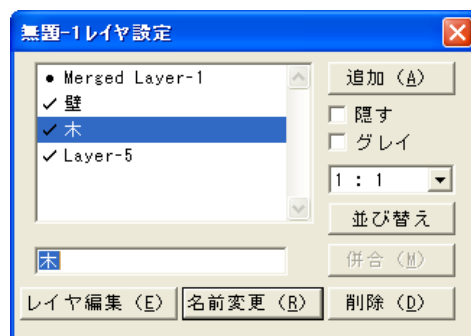 無題-1レイヤ設定
● Merged Layer-1
✓ 壁
✓ 木
✓ Layer-5
木
追加 (A)
隠す
グレイ
1 : 1
並び替え
併合 (M)
レイヤ編集 (E)
名前変更 (R)
削除 (D)